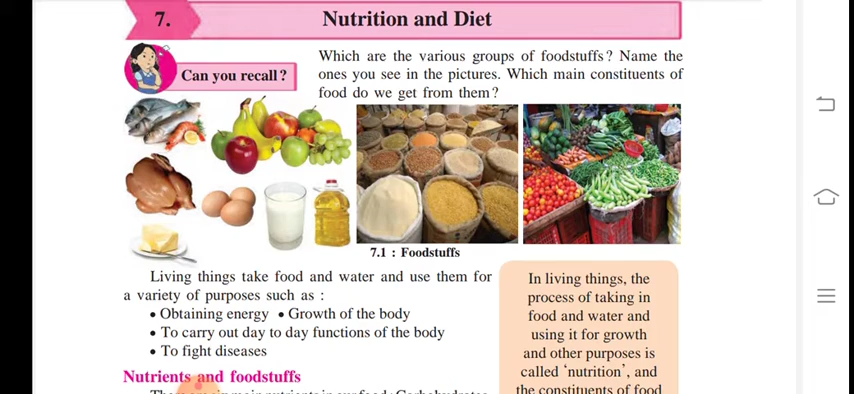 7.
Nutrition and Diet
Can you recall?
Which are the various groups of foodstuffs? Name the
ones you see in the pictures. Which main constituents of
food do we get from them?
7.1 : Foodstuffs
Living things take food and water and use them for
a variety of purposes such as :
• Obtaining energy • Growth of the body
• To carry out day to day functions of the body
• To fight diseases
Nutrients and foodstuffs
In living things, the
process of taking in
food and water and
using it for growth
and other purposes is
called ‘nutrition’, and
the constituents of food